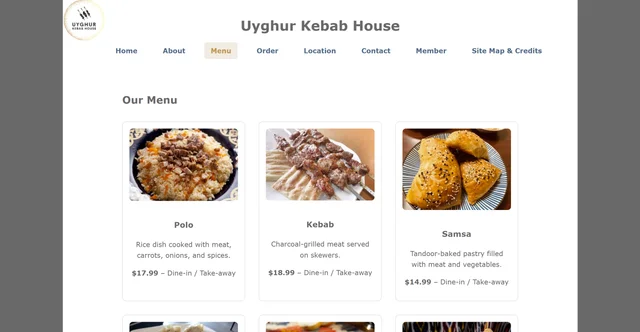 UYGHUR
KEBAB HOUSE
Uyghur Kebab House
Home About Menu Order Location Contact Member Site Map & Credits
Our Menu
Polo
Rice dish cooked with meat,
carrots, onions, and spices.
$17.99 – Dine-in / Take-away
Kebab
Charcoal-grilled meat served
on skewers.
$18.99 – Dine-in / Take-away
Samsa
Tandoor-baked pastry filled
with meat and vegetables.
$14.99 – Dine-in / Take-away